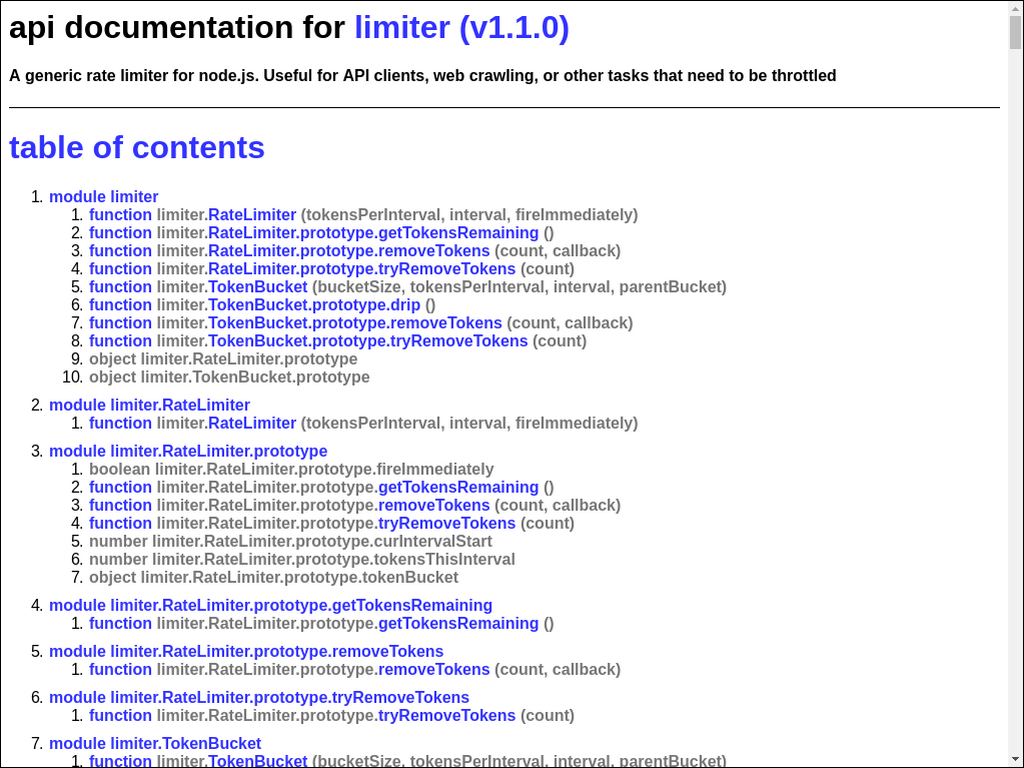 api documentation for limiter (v1.1.0)
A generic rate limiter for node.js. Useful for API clients, web crawling, or other tasks that need to be throttled
table of contents
1. module limiter
1. function limiter.RateLimiter (tokensPerInterval, interval, fireImmediately)
2. function limiter.RateLimiter.prototype.getTokensRemaining ()
3. function limiter.RateLimiter.prototype.removeTokens (count, callback)
4. function limiter.RateLimiter.prototype.tryRemoveTokens (count)
5. function limiter.TokenBucket (bucketSize, tokensPerInterval, interval, parentBucket)
6. function limiter.TokenBucket.prototype.drip ()
7. function limiter.TokenBucket.prototype.removeTokens (count, callback)
8. function limiter.TokenBucket.prototype.tryRemoveTokens (count)
9. object limiter.RateLimiter.prototype
10. object limiter.TokenBucket.prototype
2. module limiter.RateLimiter
1. function limiter.RateLimiter (tokensPerInterval, interval, fireImmediately)
3. module limiter.RateLimiter.prototype
1. boolean limiter.RateLimiter.prototype.fireImmediately
2. function limiter.RateLimiter.prototype.getTokensRemaining ()
3. function limiter.RateLimiter.prototype.removeTokens (count, callback)
4. function limiter.RateLimiter.prototype.tryRemoveTokens (count)
5. number limiter.RateLimiter.prototype.curIntervalStart
6. number limiter.RateLimiter.prototype.tokensThisInterval
7. object limiter.RateLimiter.prototype.tokenBucket
4. module limiter.RateLimiter.prototype.getTokensRemaining
1. function limiter.RateLimiter.prototype.getTokensRemaining ()
5. module limiter.RateLimiter.prototype.removeTokens
1. function limiter.RateLimiter.prototype.removeTokens (count, callback)
6. module limiter.RateLimiter.prototype.tryRemoveTokens
1. function limiter.RateLimiter.prototype.tryRemoveTokens (count)
7. module limiter.TokenBucket
1. function limiter.TokenBucket (bucketSize, tokensPerInterval, interval, parentBucket)